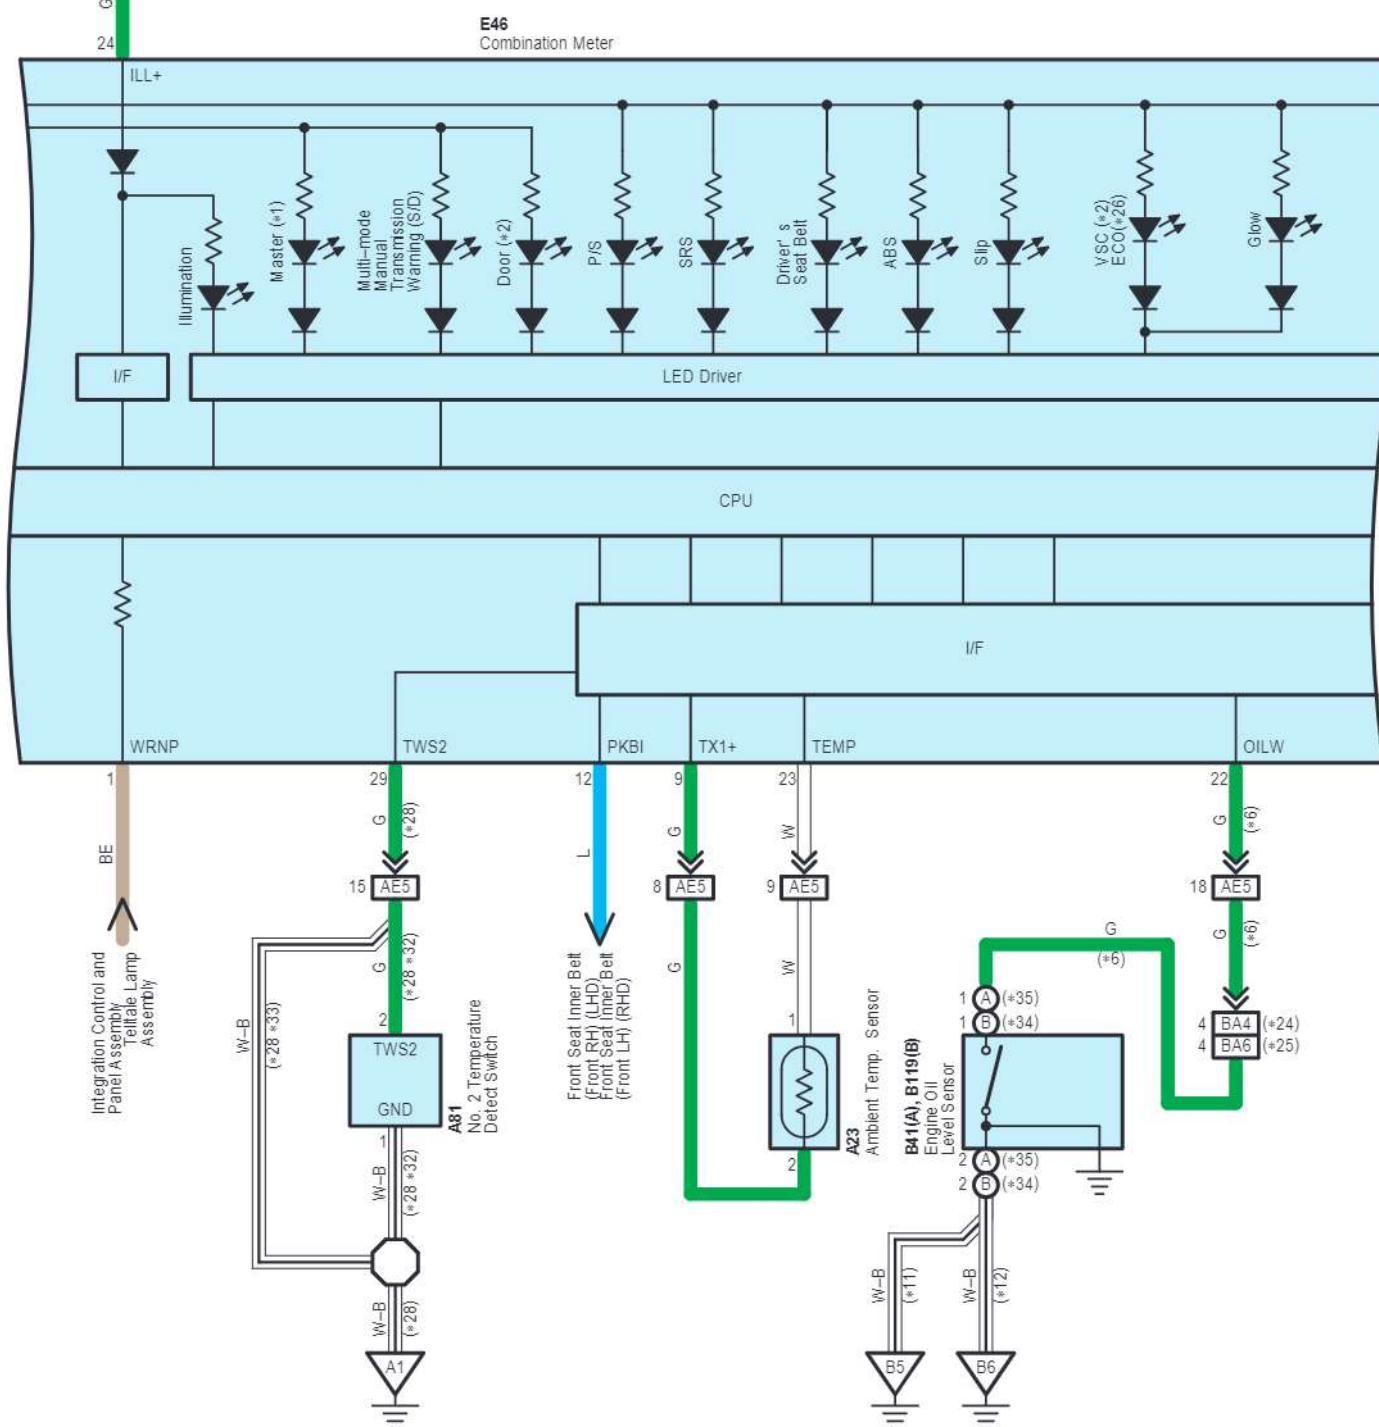 G
24
E46
Combination Meter
ILL+
Illumination
Master (*1)
Multi-mode
Manual
Transmission
Warning (S/D)
Door (*2)
P/S
SRS
Driver's
Seat Belt
ABS
Slip
VSC (*2)
ECO(*26)
Glow
I/F
LED Driver
CPU
I/F
WRNP
TWS2
PKBI
TX1+
TEMP
OILW
1
29
12
9
23
22
BE
G
(*28)
L
G
W
G
(*6)
15 AE5
8 AE5
9 AE5
18 AE5
Integration Control and
Panel Assembly
Telltale Lamp
Assembly
W-B
(*28 *33)
G
(*28 *32)
Front Seat Inner Belt
(Front RH) (LHD)
Front Seat Inner Belt
(Front LH) (RHD)
G
W
G
(*6)
G
(*6)
4 BA4 (*24)
4 BA6 (*25)
2
TWS2
GND
1
A81
No. 2 Temperature
Detect Switch
1
2
A23
Ambient Temp. Sensor
1 A (*35)
1 B (*34)
B41(A), B119(B)
Engine Oil
Level Sensor
2 A (*35)
2 B (*34)
W-B
(*28 *32)
W-B
(*28)
W-B
(*11)
W-B
(*12)
A1
B5
B6